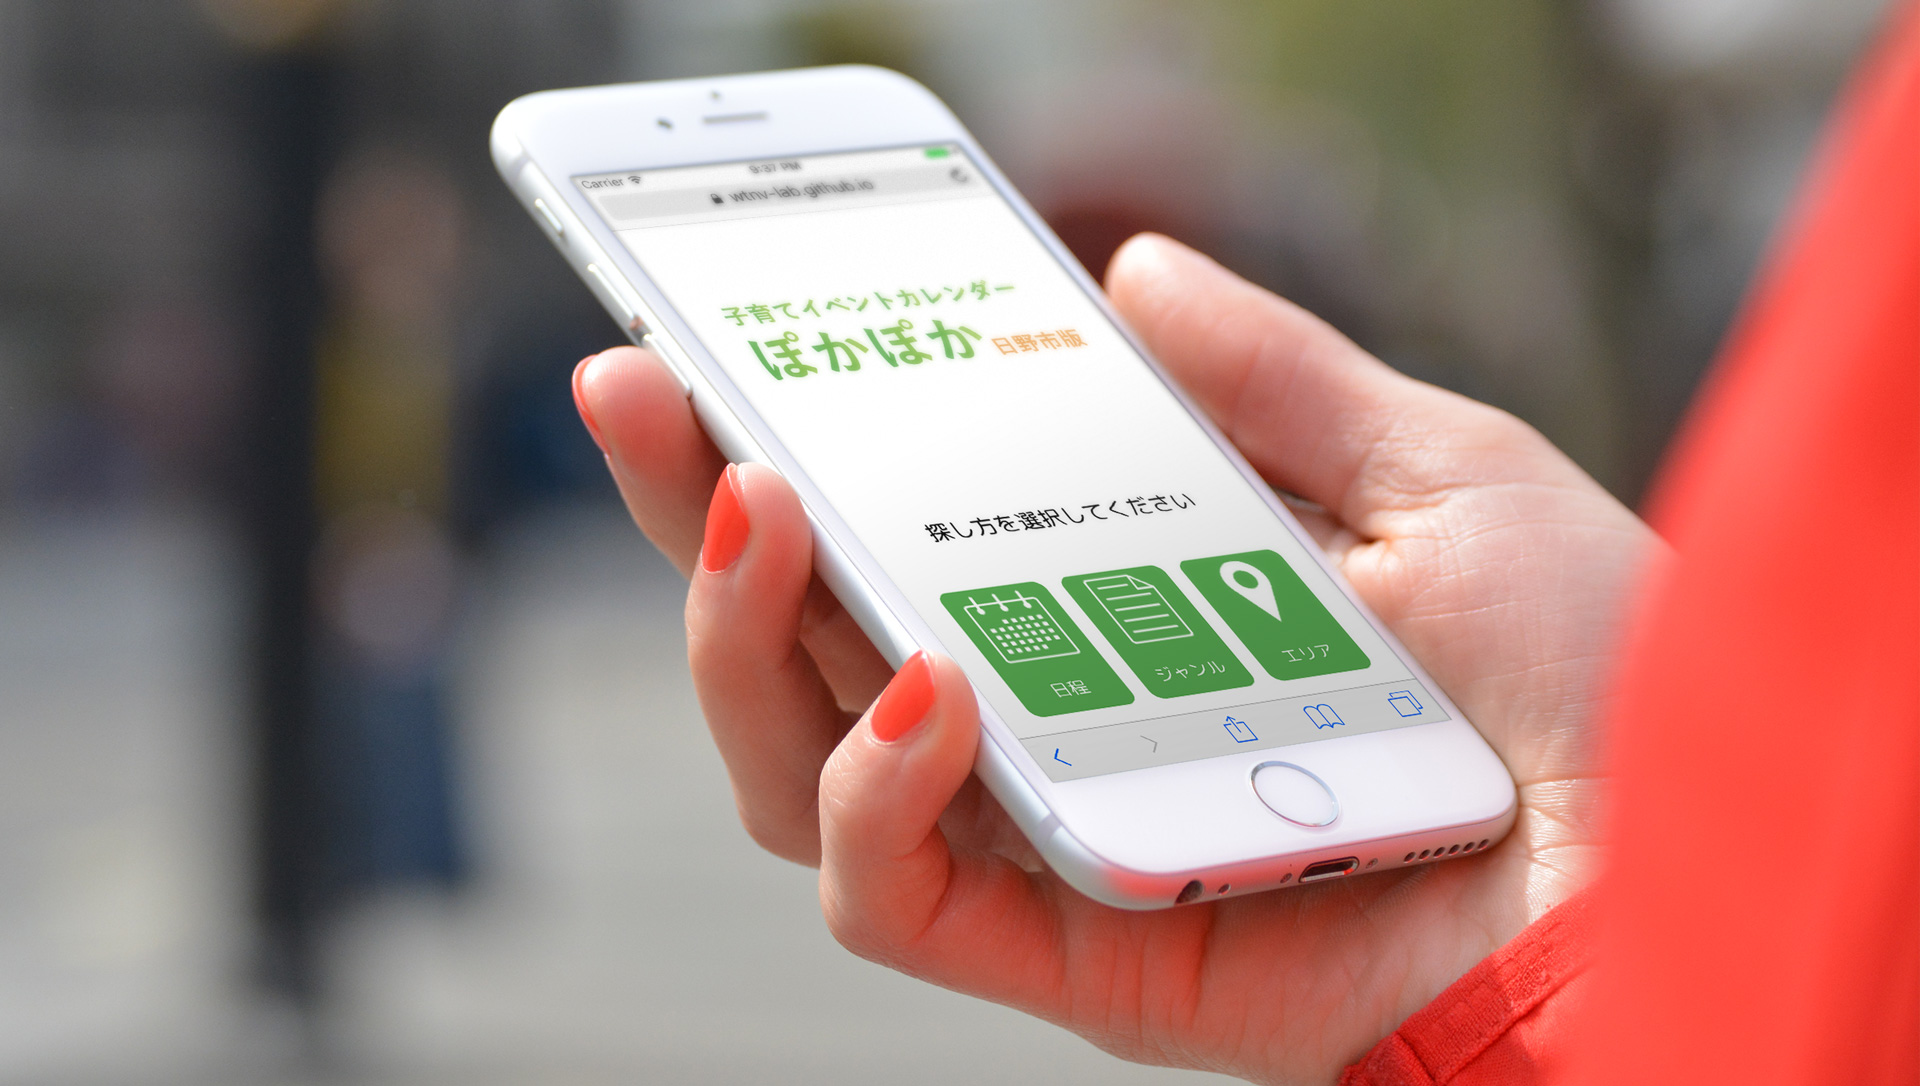 Carrier 9:37 PM
wtnv-lab.github.io
子育てイベントカレンダー
ぽかぽか 日野市版
探し方を選択してください
日程 ジャンル エリア